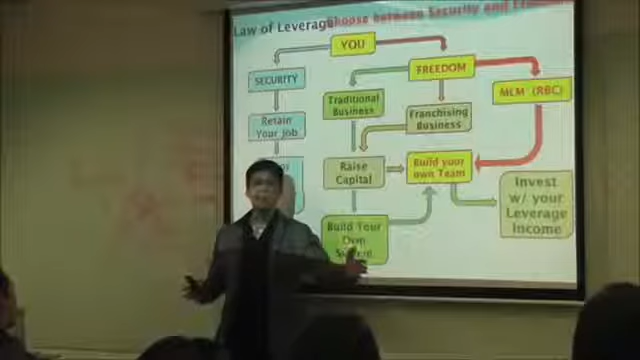 Law of Leverage
Choose between Security and
YOU
SECURITY
FREEDOM
MLM (RBC)
Traditional
Business
Franchising
Business
Retain
Your Job
Raise
Capital
Build your
own Team
Invest
w/ your
Leverage
Income
Build Your
Own
System